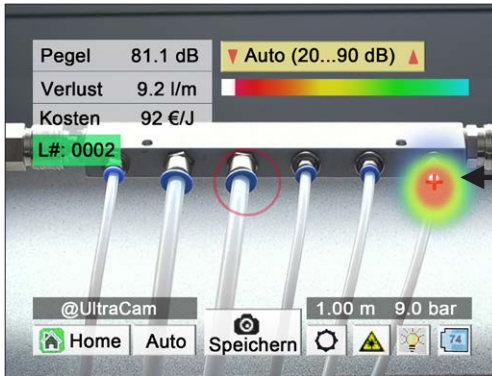 Pegel 81.1 dB
Auto (20...90 dB)
Verlust 9.2 l/m
Kosten 92 €/J
L#: 0002
@UltraCam
1.00 m 9.0 bar
Home
Auto
Speichern
74